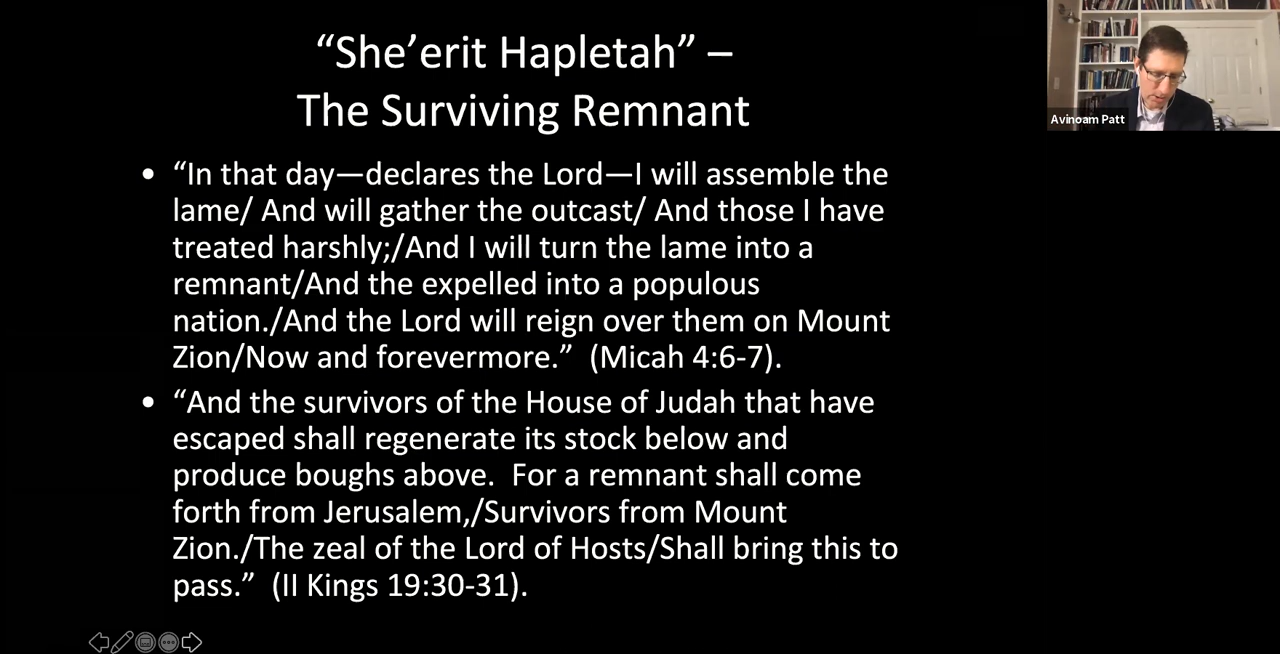 “She’erit Hapletah” –
The Surviving Remnant
• “In that day—declares the Lord—I will assemble the
lame/ And will gather the outcast/ And those I have
treated harshly;/And I will turn the lame into a
remnant/And the expelled into a populous
nation./And the Lord will reign over them on Mount
Zion/Now and forevermore.”  (Micah 4:6-7).
• “And the survivors of the House of Judah that have
escaped shall regenerate its stock below and
produce boughs above.  For a remnant shall come
forth from Jerusalem,/Survivors from Mount
Zion./The zeal of the Lord of Hosts/Shall bring this to
pass.”  (II Kings 19:30-31).
Avinoam Patt